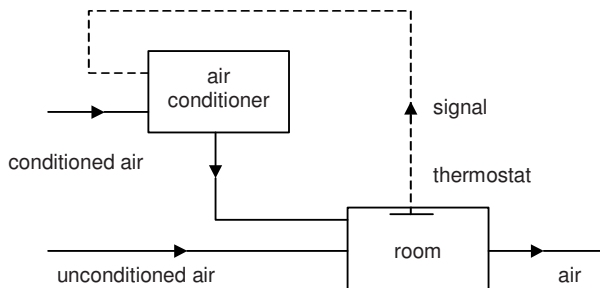 air
conditioner
signal
conditioned air
thermostat
room
unconditioned air
air